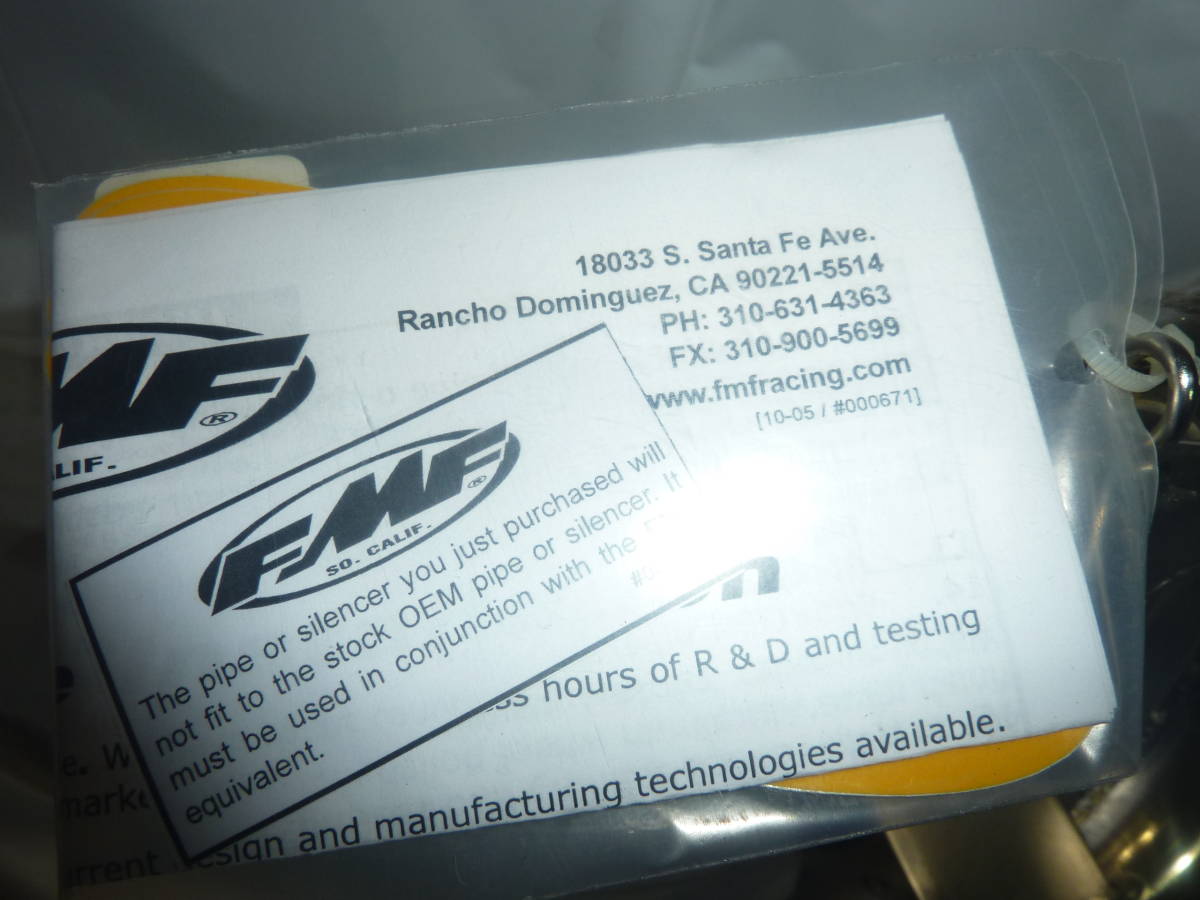 18033 S. Santa Fe Ave.
Rancho Dominguez, CA 90221-5514
PH: 310-631-4363
FX: 310-900-5699
www.fmfracing.com
[10-05 / #000671]
FMF®
LIF.
FMF®
SO. CALIF.
The pipe or silencer you just purchased will
not fit to the stock OEM pipe or silencer. It
must be used in conjunction with the
equivalent.
hours of R & D and testing
e. W
marke
and manufacturing technologies available.